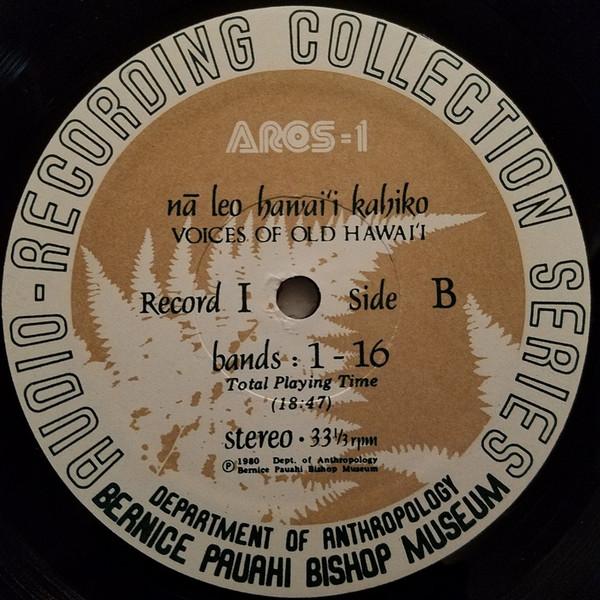 AUDIO-RECORDING COLLECTION SERIES
ARCS-1
nā leo hawai‘i kahiko
VOICES OF OLD HAWAI‘I
Record I Side B
bands : 1 - 16
Total Playing Time
(18:47)
stereo · 33 1/3 rpm
℗ 1980 Dept. of Anthropology
Bernice Pauahi Bishop Museum
DEPARTMENT OF ANTHROPOLOGY
BERNICE PAUAHI BISHOP MUSEUM